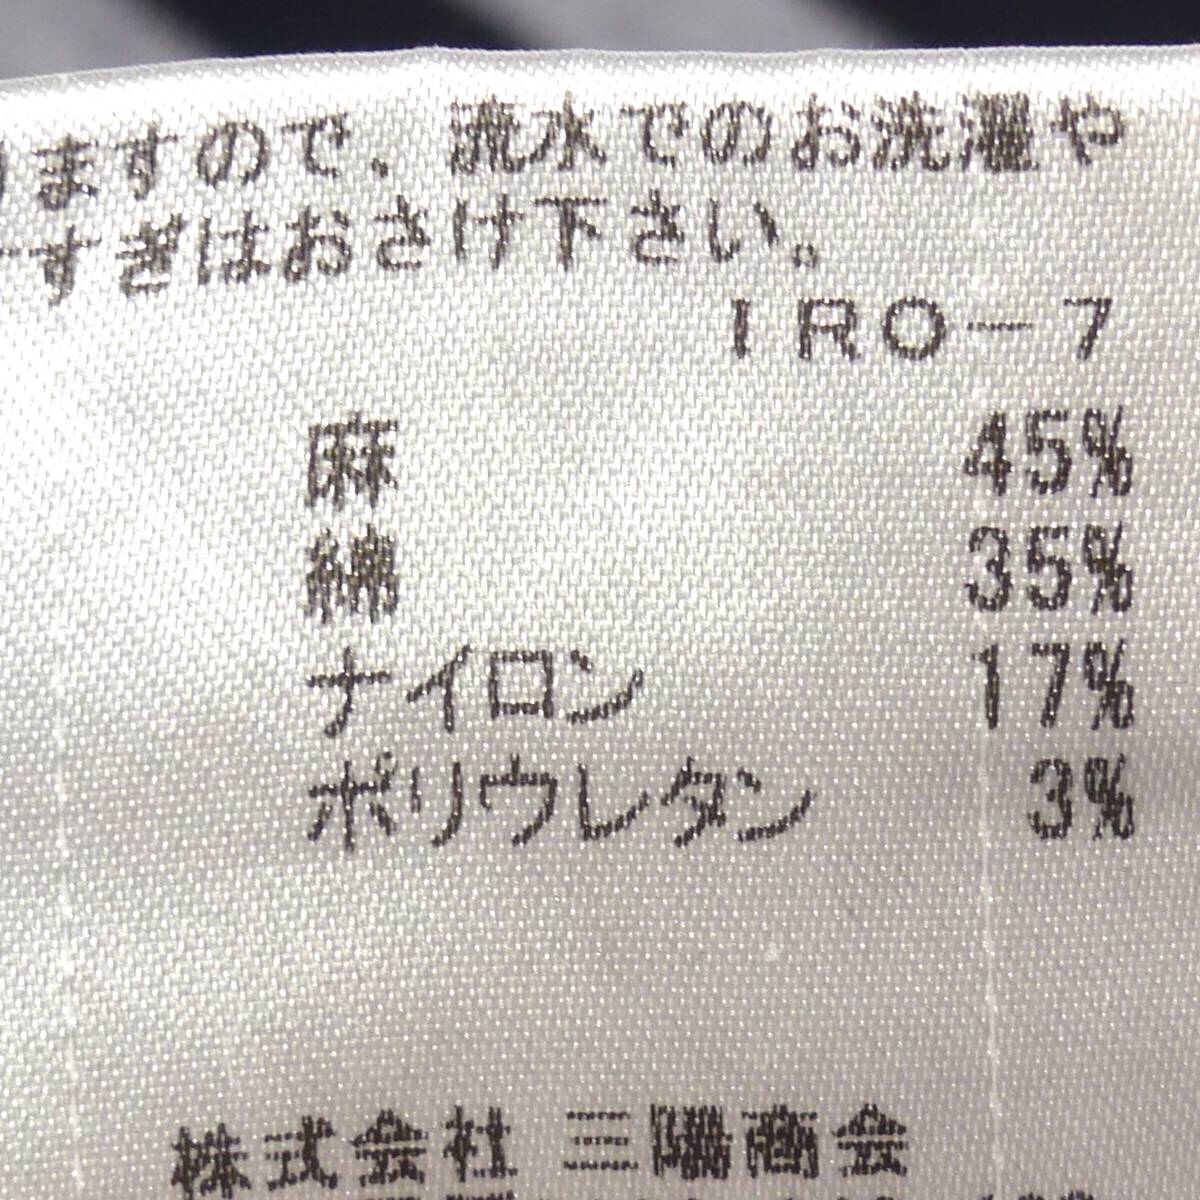 りますので、流水でのお洗濯や
すすぎはおさけ下さい。
IRO-7
麻 45%
綿 35%
ナイロン 17%
ポリウレタン 3%
株式会社 三陽商会